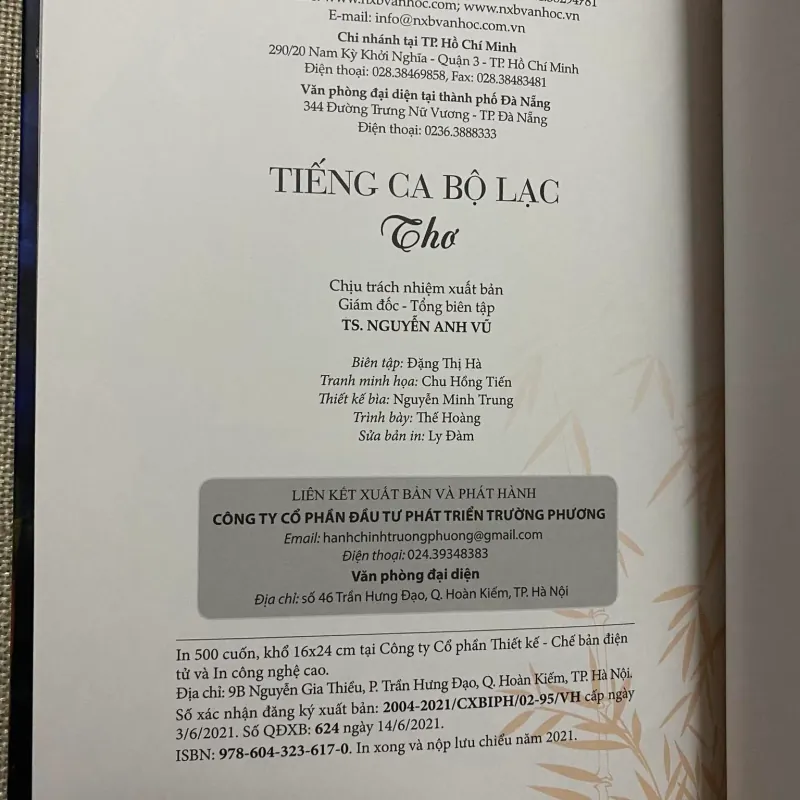 www.nxbvanhoc.com; www.nxbvanhoc.vn
E-mail: info@nxbvanhoc.com.vn
Chi nhánh tại TP. Hồ Chí Minh
290/20 Nam Kỳ Khởi Nghĩa - Quận 3 - TP. Hồ Chí Minh
Điện thoại: 028.38469858, Fax: 028.38483481
Văn phòng đại diện tại thành phố Đà Nẵng
344 Đường Trưng Nữ Vương - TP. Đà Nẵng
Điện thoại: 0236.3888333
TIẾNG CA BỘ LẠC
Thơ
Chịu trách nhiệm xuất bản
Giám đốc - Tổng biên tập
TS. NGUYỄN ANH VŨ
Biên tập: Đặng Thị Hà
Tranh minh họa: Chu Hồng Tiến
Thiết kế bìa: Nguyễn Minh Trung
Trình bày: Thế Hoàng
Sửa bản in: Ly Đàm
LIÊN KẾT XUẤT BẢN VÀ PHÁT HÀNH
CÔNG TY CỔ PHẦN ĐẦU TƯ PHÁT TRIỂN TRƯỜNG PHƯƠNG
Email: hanhchinhtruongphuong@gmail.com
Điện thoại: 024.39348383
Văn phòng đại diện
Địa chỉ: số 46 Trần Hưng Đạo, Q. Hoàn Kiếm, TP. Hà Nội
In 500 cuốn, khổ 16x24 cm tại Công ty Cổ phần Thiết kế - Chế bản điện
tử và In công nghệ cao.
Địa chỉ: 9B Nguyễn Gia Thiều, P. Trần Hưng Đạo, Q. Hoàn Kiếm, TP. Hà Nội.
Số xác nhận đăng ký xuất bản: 2004-2021/CXBIPH/02-95/VH cấp ngày
3/6/2021. Số QĐXB: 624 ngày 14/6/2021.
ISBN: 978-604-323-617-0. In xong và nộp lưu chiểu năm 2021.